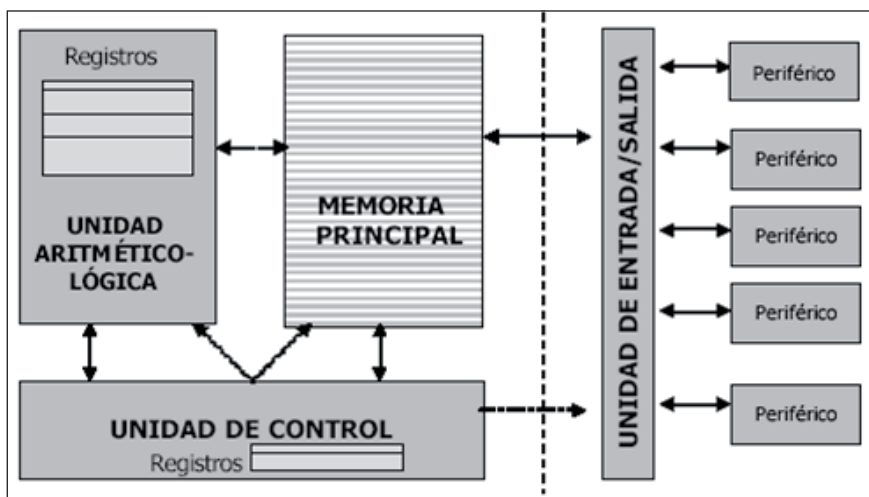 Registros
UNIDAD
ARITMÉTICO-
LÓGICA
MEMORIA
PRINCIPAL
UNIDAD DE CONTROL
Registros
UNIDAD DE ENTRADA/SALIDA
Periférico
Periférico
Periférico
Periférico
Periférico